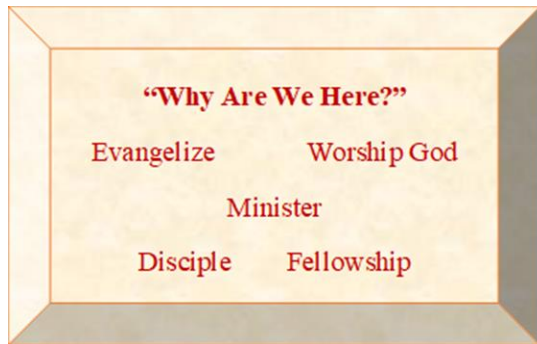 “Why Are We Here?”
Evangelize Worship God
Minister
Disciple Fellowship